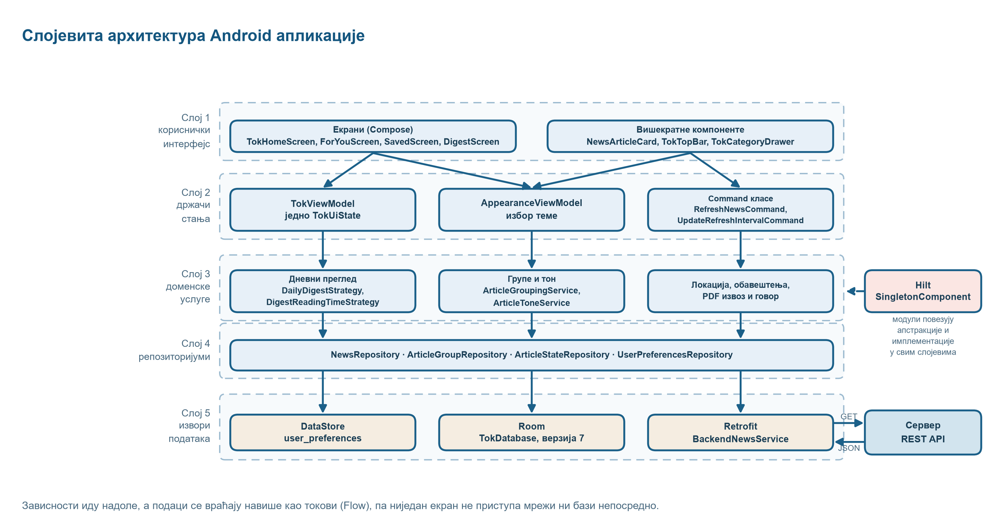 Слојевита архитектура Android апликације
Слој 1
кориснички
интерфејс
Екрани (Compose)
TokHomeScreen, ForYouScreen, SavedScreen, DigestScreen
Вишекратне компоненте
NewsArticleCard, TokTopBar, TokCategoryDrawer
Слој 2
држачи
стања
TokViewModel
једно TokUiState
AppearanceViewModel
избор теме
Command класе
RefreshNewsCommand,
UpdateRefreshIntervalCommand
Слој 3
доменске
услуге
Дневни преглед
DailyDigestStrategy,
DigestReadingTimeStrategy
Групе и тон
ArticleGroupingService,
ArticleToneService
Локација, обавештења,
PDF извоз и говор
Hilt
SingletonComponent
модули повезују
апстракције и
имплементације
у свим слојевима
Слој 4
репозиторијуми
NewsRepository · ArticleGroupRepository · ArticleStateRepository · UserPreferencesRepository
Слој 5
извори
података
DataStore
user_preferences
Room
TokDatabase, верзија 7
Retrofit
BackendNewsService
GET
JSON
Сервер
REST API
Зависности иду надоле, а подаци се враћају навише као токови (Flow), па ниједан екран не приступа мрежи ни бази непосредно.